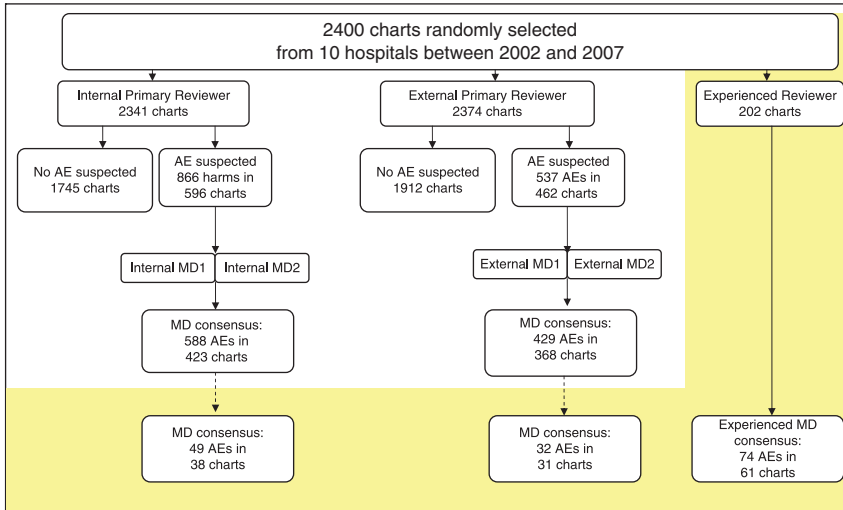 2400 charts randomly selected
from 10 hospitals between 2002 and 2007
Internal Primary Reviewer
2341 charts
External Primary Reviewer
2374 charts
Experienced Reviewer
202 charts
No AE suspected
1745 charts
AE suspected
866 harms in
596 charts
No AE suspected
1912 charts
AE suspected
537 AEs in
462 charts
Internal MD1
Internal MD2
External MD1
External MD2
MD consensus:
588 AEs in
423 charts
MD consensus:
429 AEs in
368 charts
MD consensus:
49 AEs in
38 charts
MD consensus:
32 AEs in
31 charts
Experienced MD
consensus:
74 AEs in
61 charts